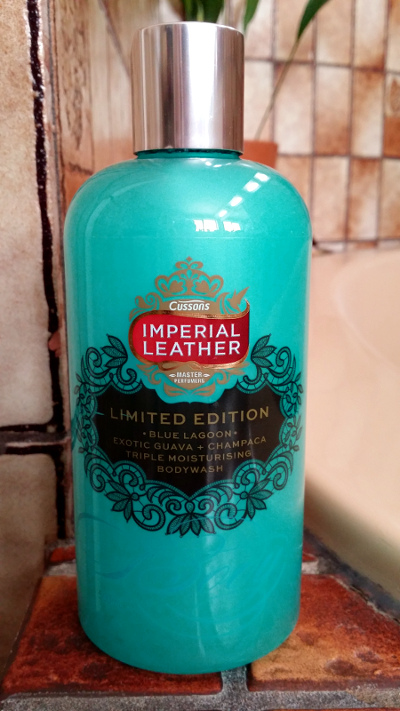 Cussons
IMPERIAL
LEATHER
MASTER
PERFUMERS
LIMITED EDITION
•BLUE LAGOON•
EXOTIC GUAVA + CHAMPACA
TRIPLE MOISTURISING
BODYWASH